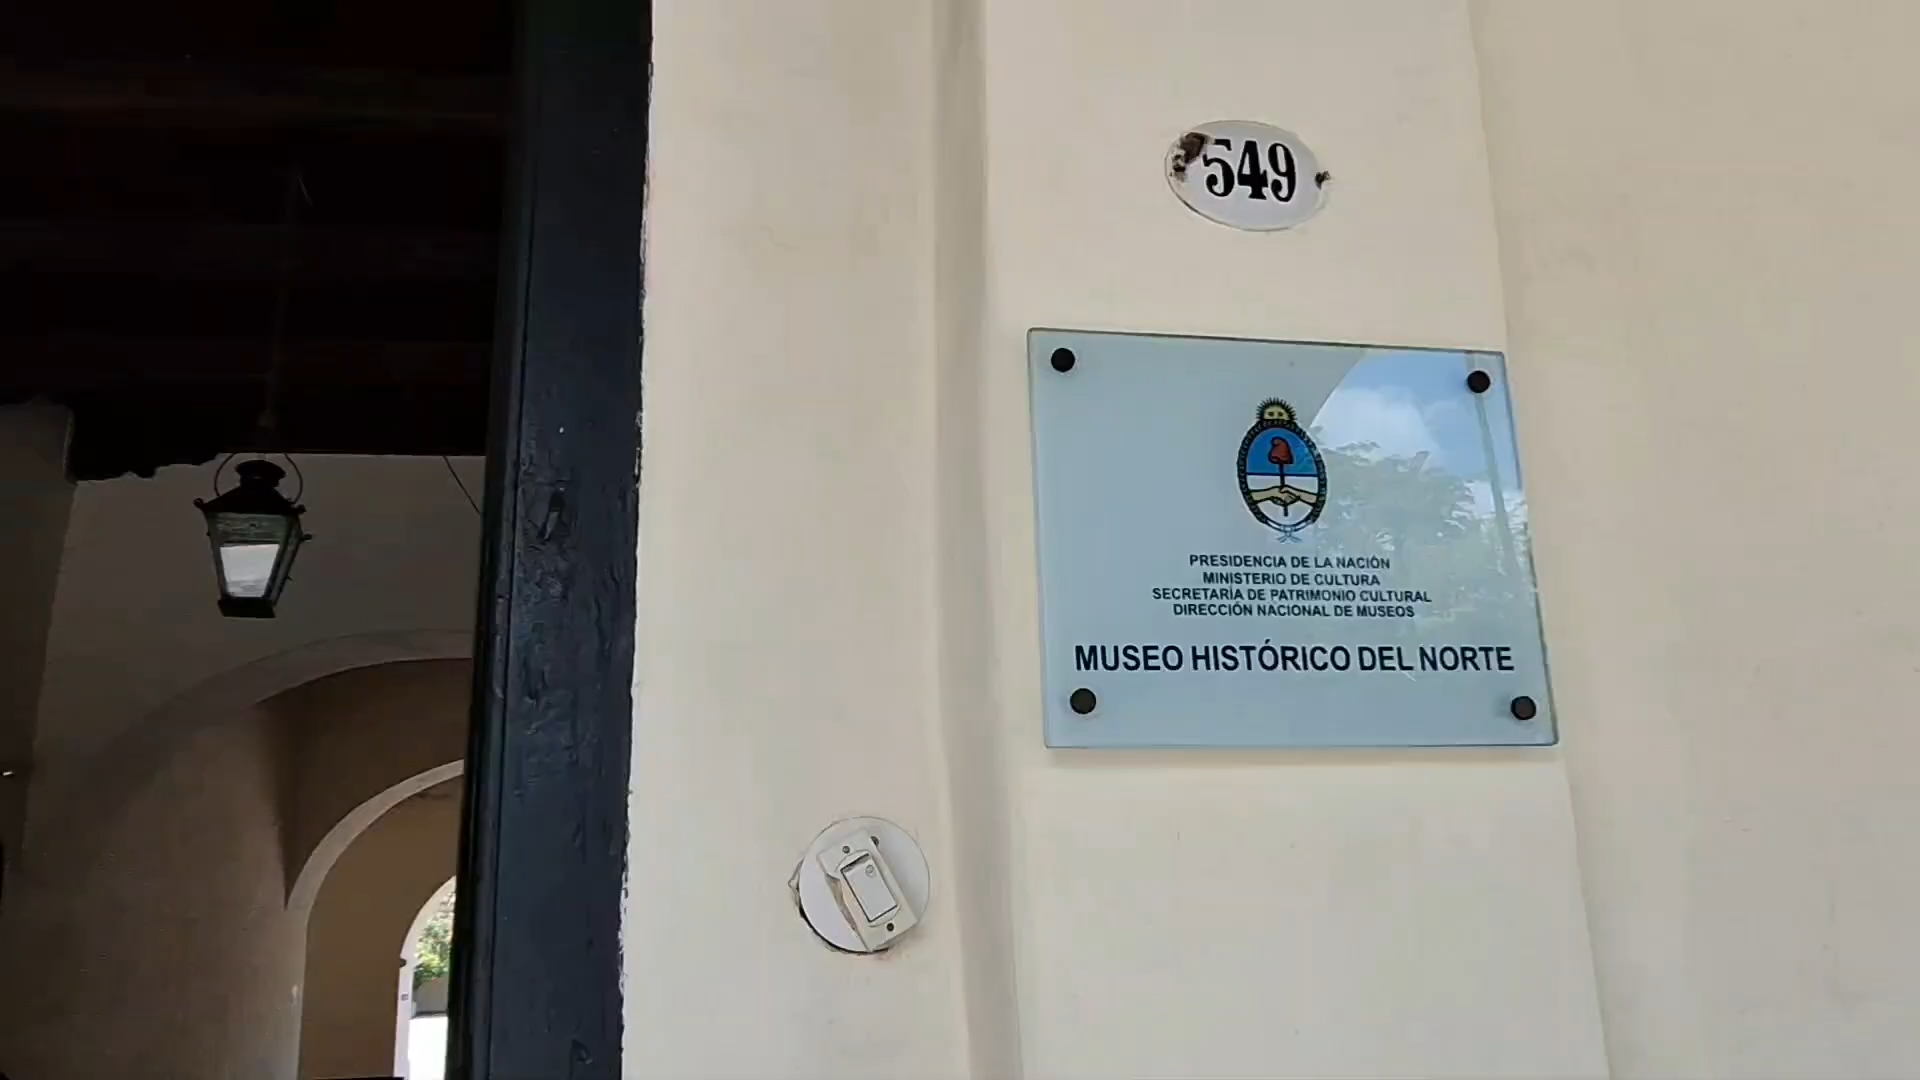 549
PRESIDENCIA DE LA NACIÓN
MINISTERIO DE CULTURA
SECRETARÍA DE PATRIMONIO CULTURAL
DIRECCIÓN NACIONAL DE MUSEOS
MUSEO HISTÓRICO DEL NORTE